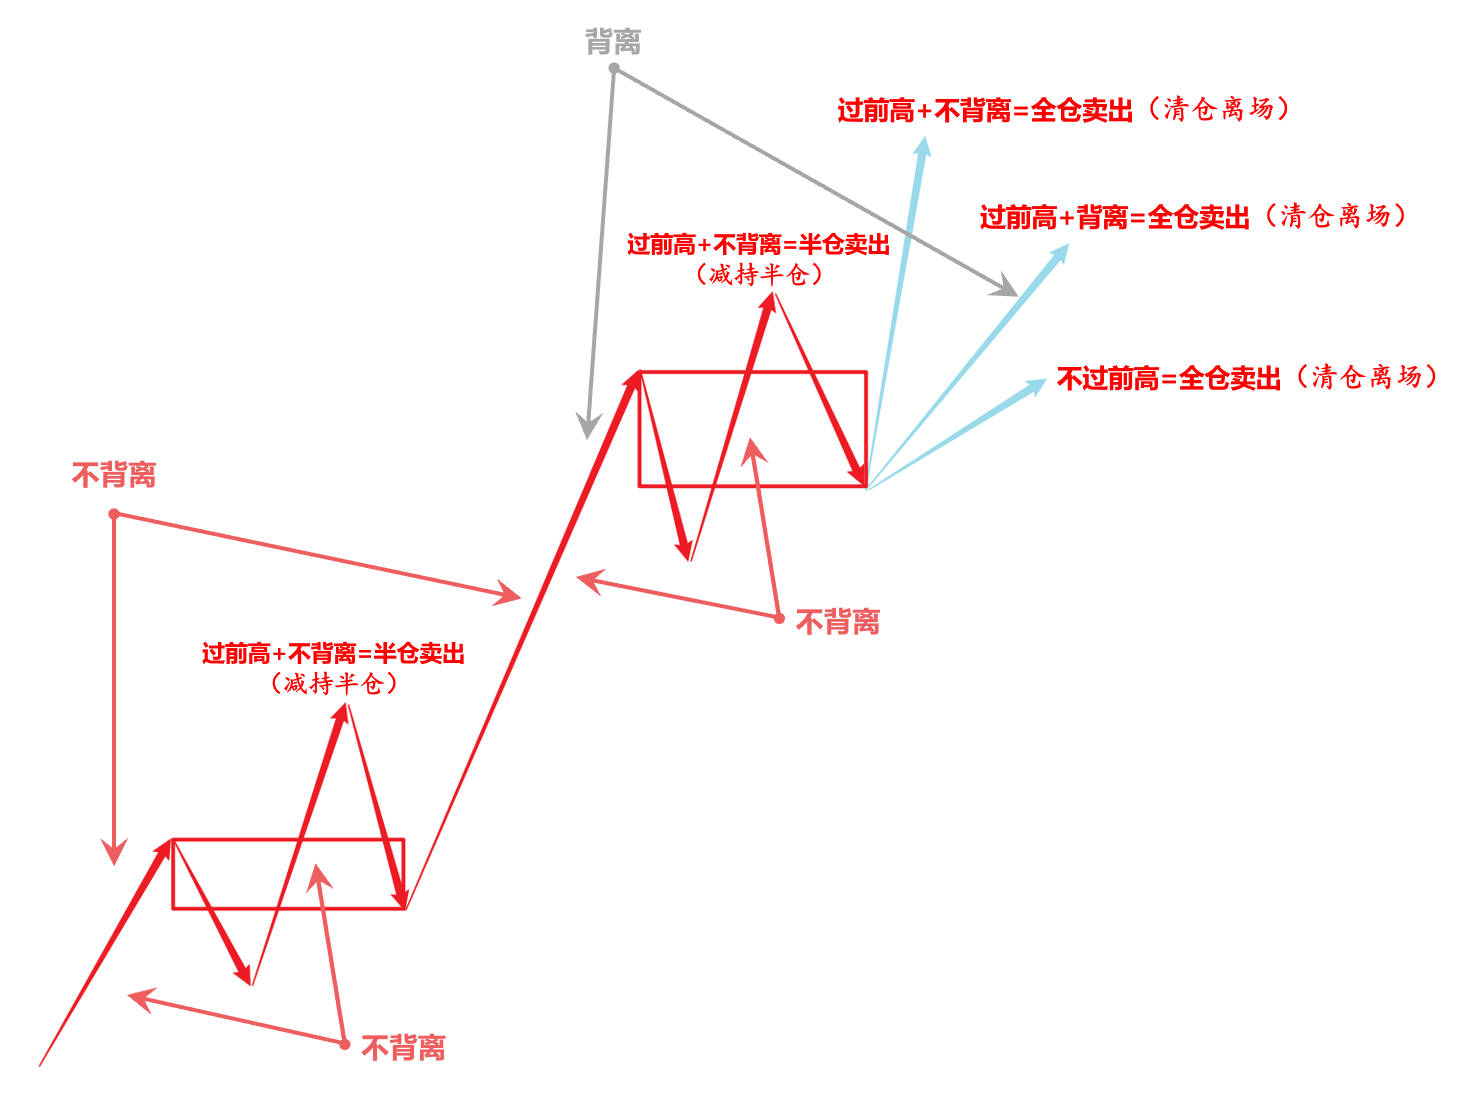 背离
过前高+不背离=全仓卖出（清仓离场）
过前高+背离=全仓卖出（清仓离场）
过前高+不背离=半仓卖出
（减持半仓）
不过前高=全仓卖出（清仓离场）
不背离
不背离
过前高+不背离=半仓卖出
（减持半仓）
不背离